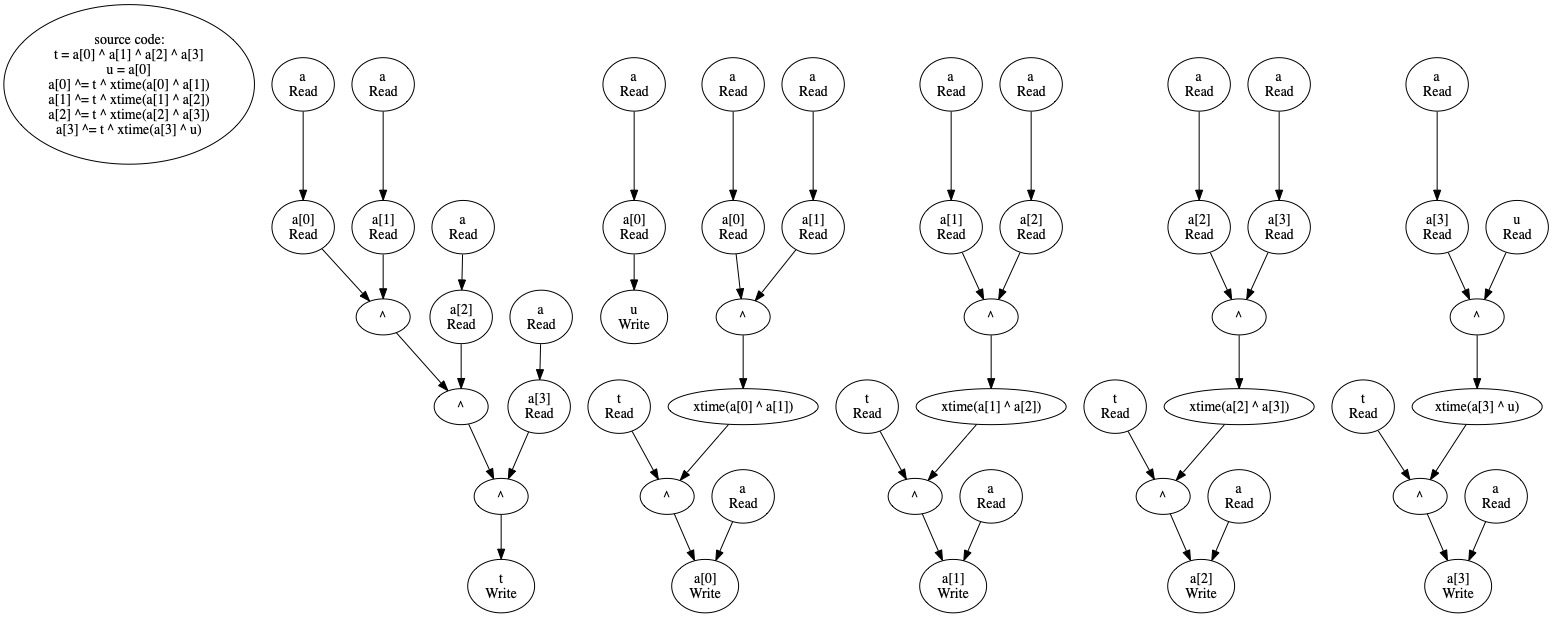 source code:
t = a[0] ^ a[1] ^ a[2] ^ a[3]
u = a[0]
a[0] ^= t ^ xtime(a[0] ^ a[1])
a[1] ^= t ^ xtime(a[1] ^ a[2])
a[2] ^= t ^ xtime(a[2] ^ a[3])
a[3] ^= t ^ xtime(a[3] ^ u)
a
Read
a
Read
a[0]
Read
a[1]
Read
a
Read
^
a[2]
Read
a
Read
^
a[3]
Read
^
t
Write
a
Read
a[0]
Read
u
Write
a
Read
a
Read
a[0]
Read
a[1]
Read
^
t
Read
xtime(a[0] ^ a[1])
^
a
Read
a[0]
Write
a
Read
a
Read
a[1]
Read
a[2]
Read
^
t
Read
xtime(a[1] ^ a[2])
^
a
Read
a[1]
Write
a
Read
a
Read
a[2]
Read
a[3]
Read
^
t
Read
xtime(a[2] ^ a[3])
^
a
Read
a[2]
Write
a
Read
a[3]
Read
u
Read
^
t
Read
xtime(a[3] ^ u)
^
a
Read
a[3]
Write